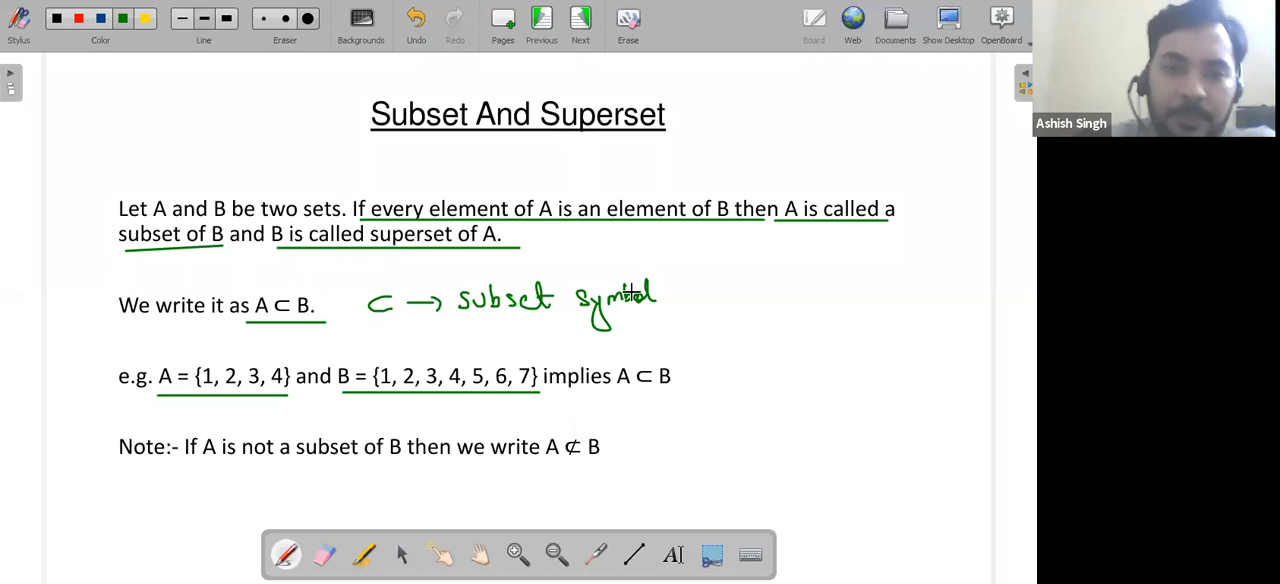 Stylus
Color
Line
Eraser
Backgrounds
Undo
Redo
Pages
Previous
Next
Erase
Board
Web
Documents
Show Desktop
OpenBoard
Ashish Singh
Subset And Superset
Let A and B be two sets. If every element of A is an element of B then A is called a
subset of B and B is called superset of A.
We write it as A ⊂ B. ⊂ → subset symbol
e.g. A = {1, 2, 3, 4} and B = {1, 2, 3, 4, 5, 6, 7} implies A ⊂ B
Note:- If A is not a subset of B then we write A ⊄ B